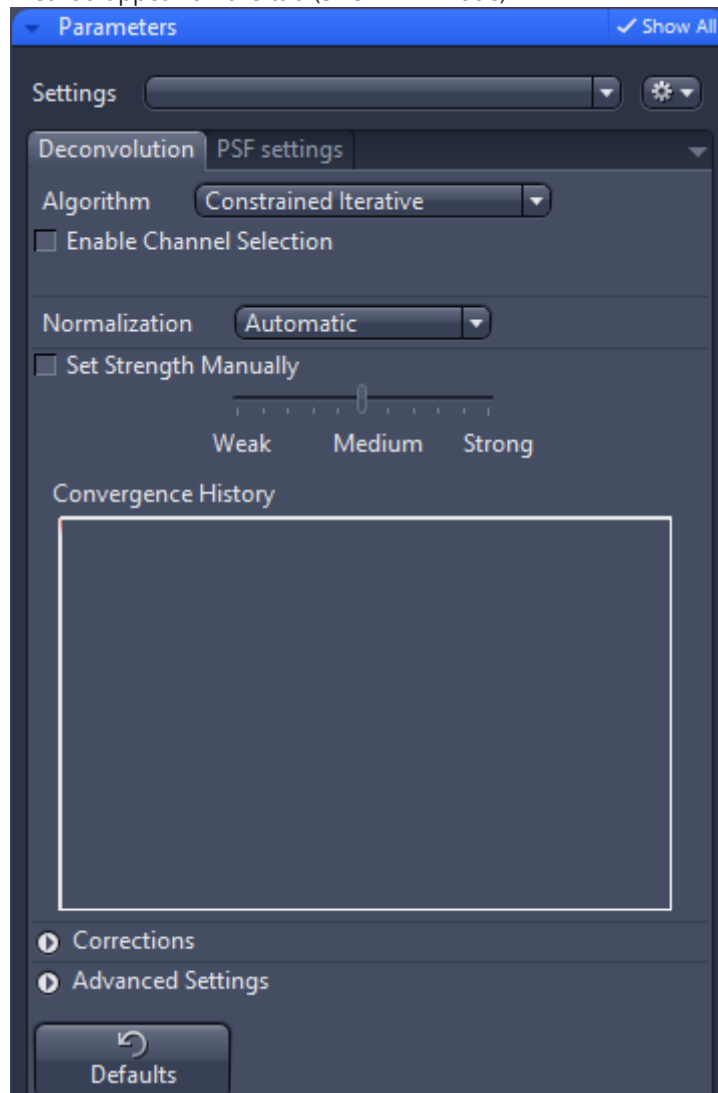 Parameters Show All
Settings
Deconvolution PSF settings
Algorithm Constrained Iterative
Enable Channel Selection
Normalization Automatic
Set Strength Manually
Weak Medium Strong
Convergence History
Corrections
Advanced Settings
Defaults